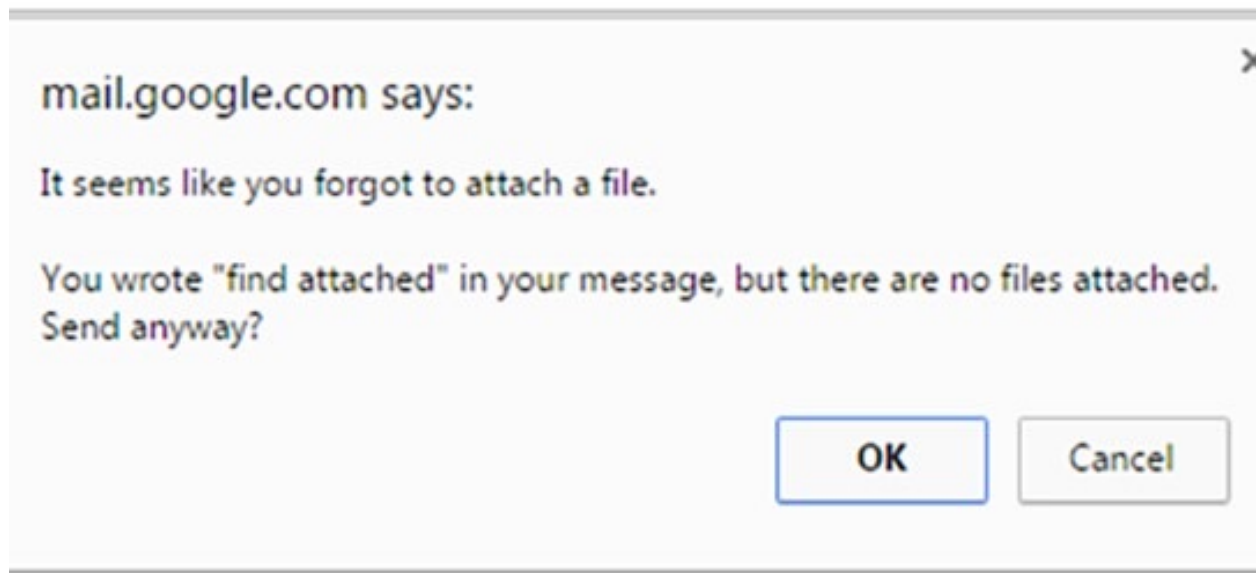 mail.google.com says:
It seems like you forgot to attach a file.
You wrote "find attached" in your message, but there are no files attached.
Send anyway?
OK
Cancel